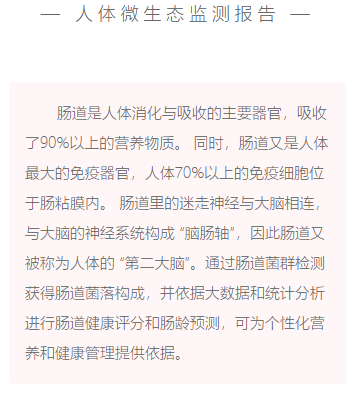 — 人体微生态监测报告 —
肠道是人体消化与吸收的主要器官，吸收
了90%以上的营养物质。 同时，肠道又是人体
最大的免疫器官，人体70%以上的免疫细胞位
于肠粘膜内。 肠道里的迷走神经与大脑相连，
与大脑的神经系统构成 “脑肠轴”，因此肠道又
被称为人体的 “第二大脑”。通过肠道菌群检测
获得肠道菌落构成，并依据大数据和统计分析
进行肠道健康评分和肠龄预测，可为个性化营
养和健康管理提供依据。